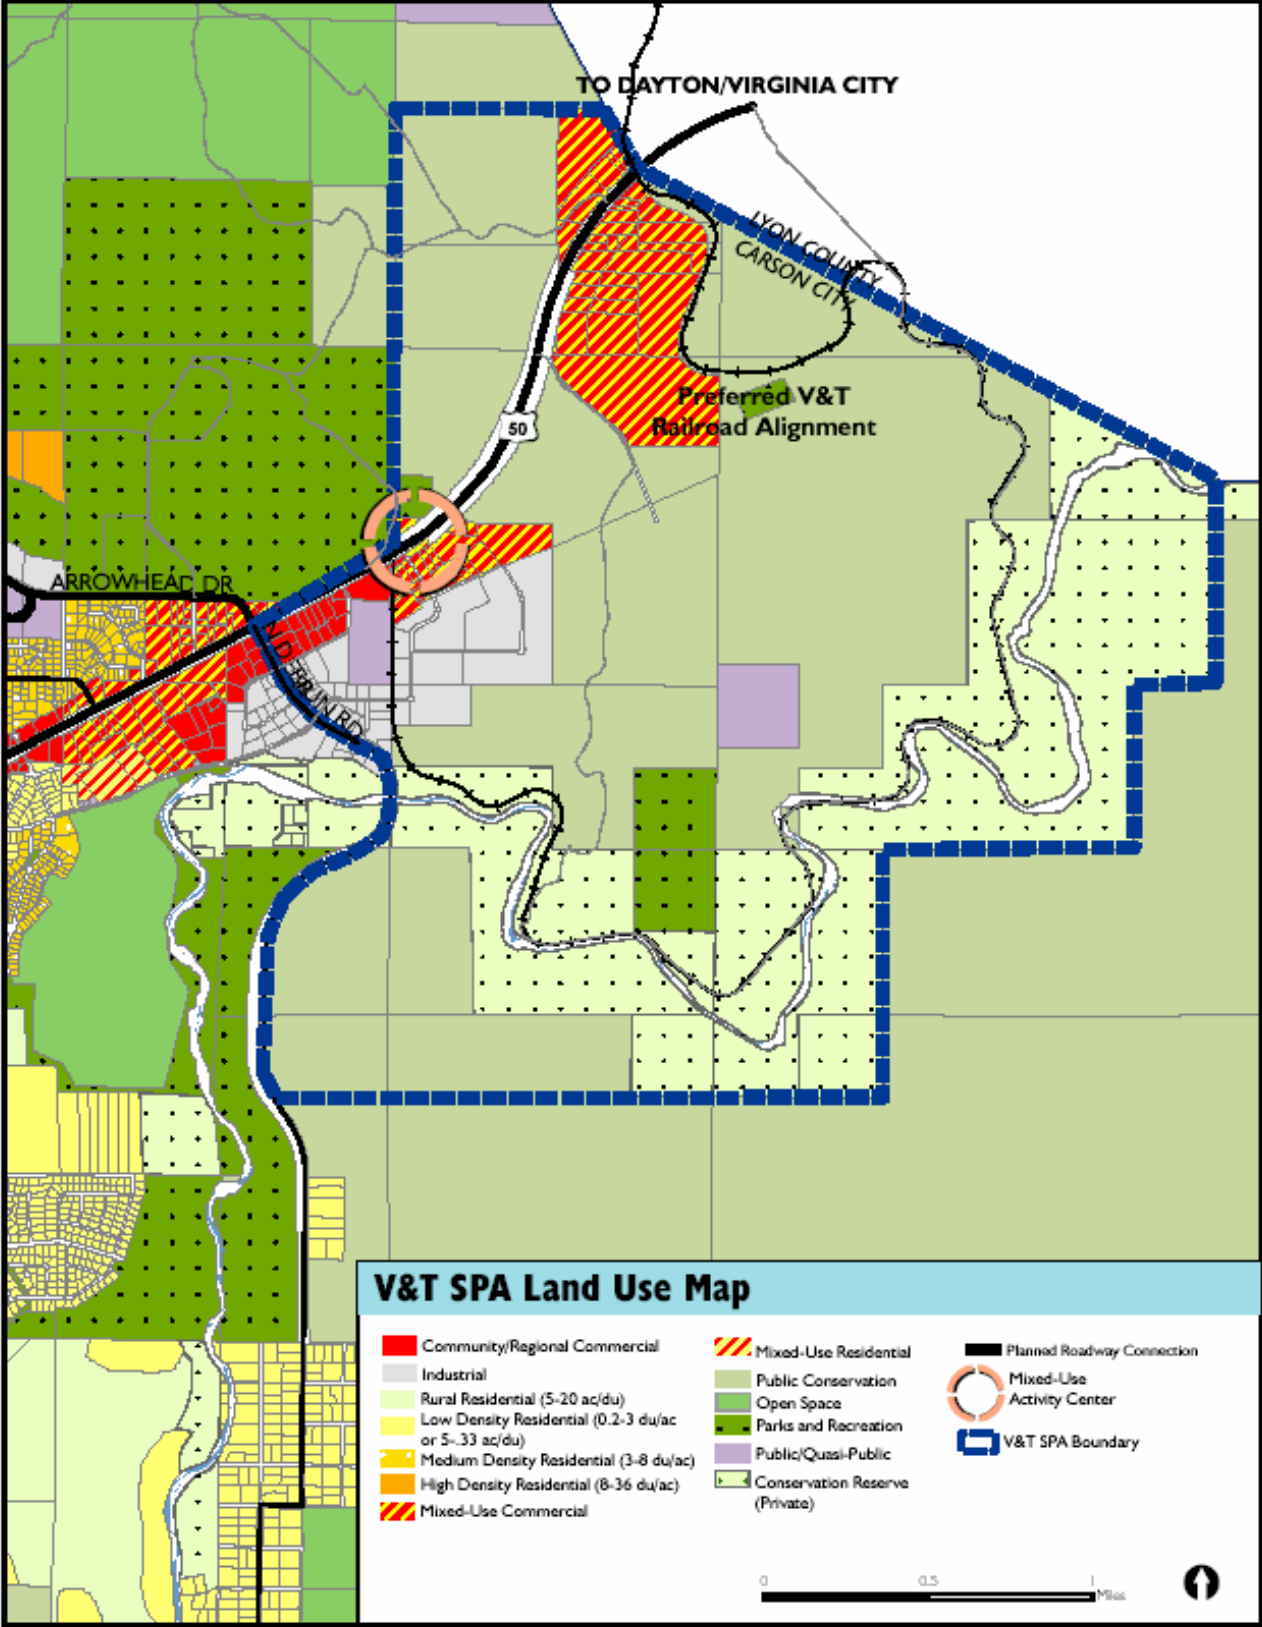 TO DAYTON/VIRGINIA CITY
LYON COUNTY
CARSON CITY
Preferred V&T
Railroad Alignment
50
ARROWHEAD DR
RD
V&T SPA Land Use Map
Community/Regional Commercial
Industrial
Rural Residential (5-20 ac/du)
Low Density Residential (0.2-3 du/ac
or 5-.33 ac/du)
Medium Density Residential (3-8 du/ac)
High Density Residential (8-36 du/ac)
Mixed-Use Commercial
Mixed-Use Residential
Public Conservation
Open Space
Parks and Recreation
Public/Quasi-Public
Conservation Reserve
(Private)
Planned Roadway Connection
Mixed-Use
Activity Center
V&T SPA Boundary
0 0.5 1
Miles